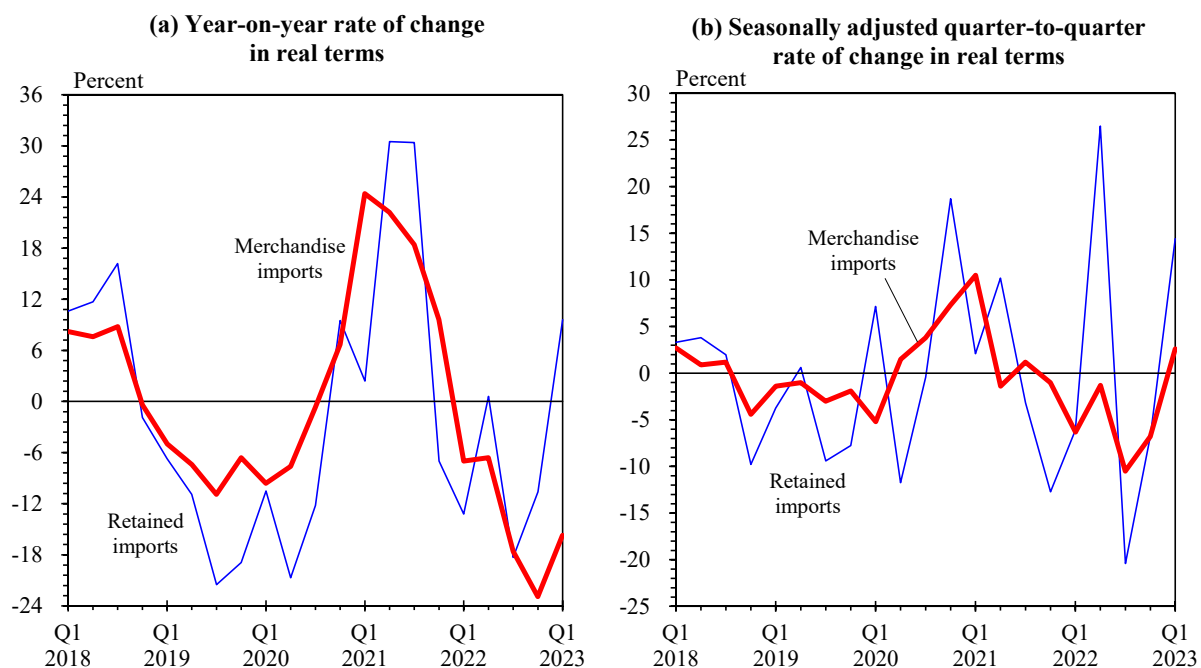 (a) Year-on-year rate of change
in real terms
Percent
36
30
24
18
12
6
0
-6
-12
-18
-24
Merchandise
imports
Retained
imports
Q1 Q1 Q1 Q1 Q1 Q1
2018 2019 2020 2021 2022 2023
(b) Seasonally adjusted quarter-to-quarter
rate of change in real terms
Percent
30
25
20
15
10
5
0
-5
-10
-15
-20
-25
Merchandise
imports
Retained
imports
Q1 Q1 Q1 Q1 Q1 Q1
2018 2019 2020 2021 2022 2023